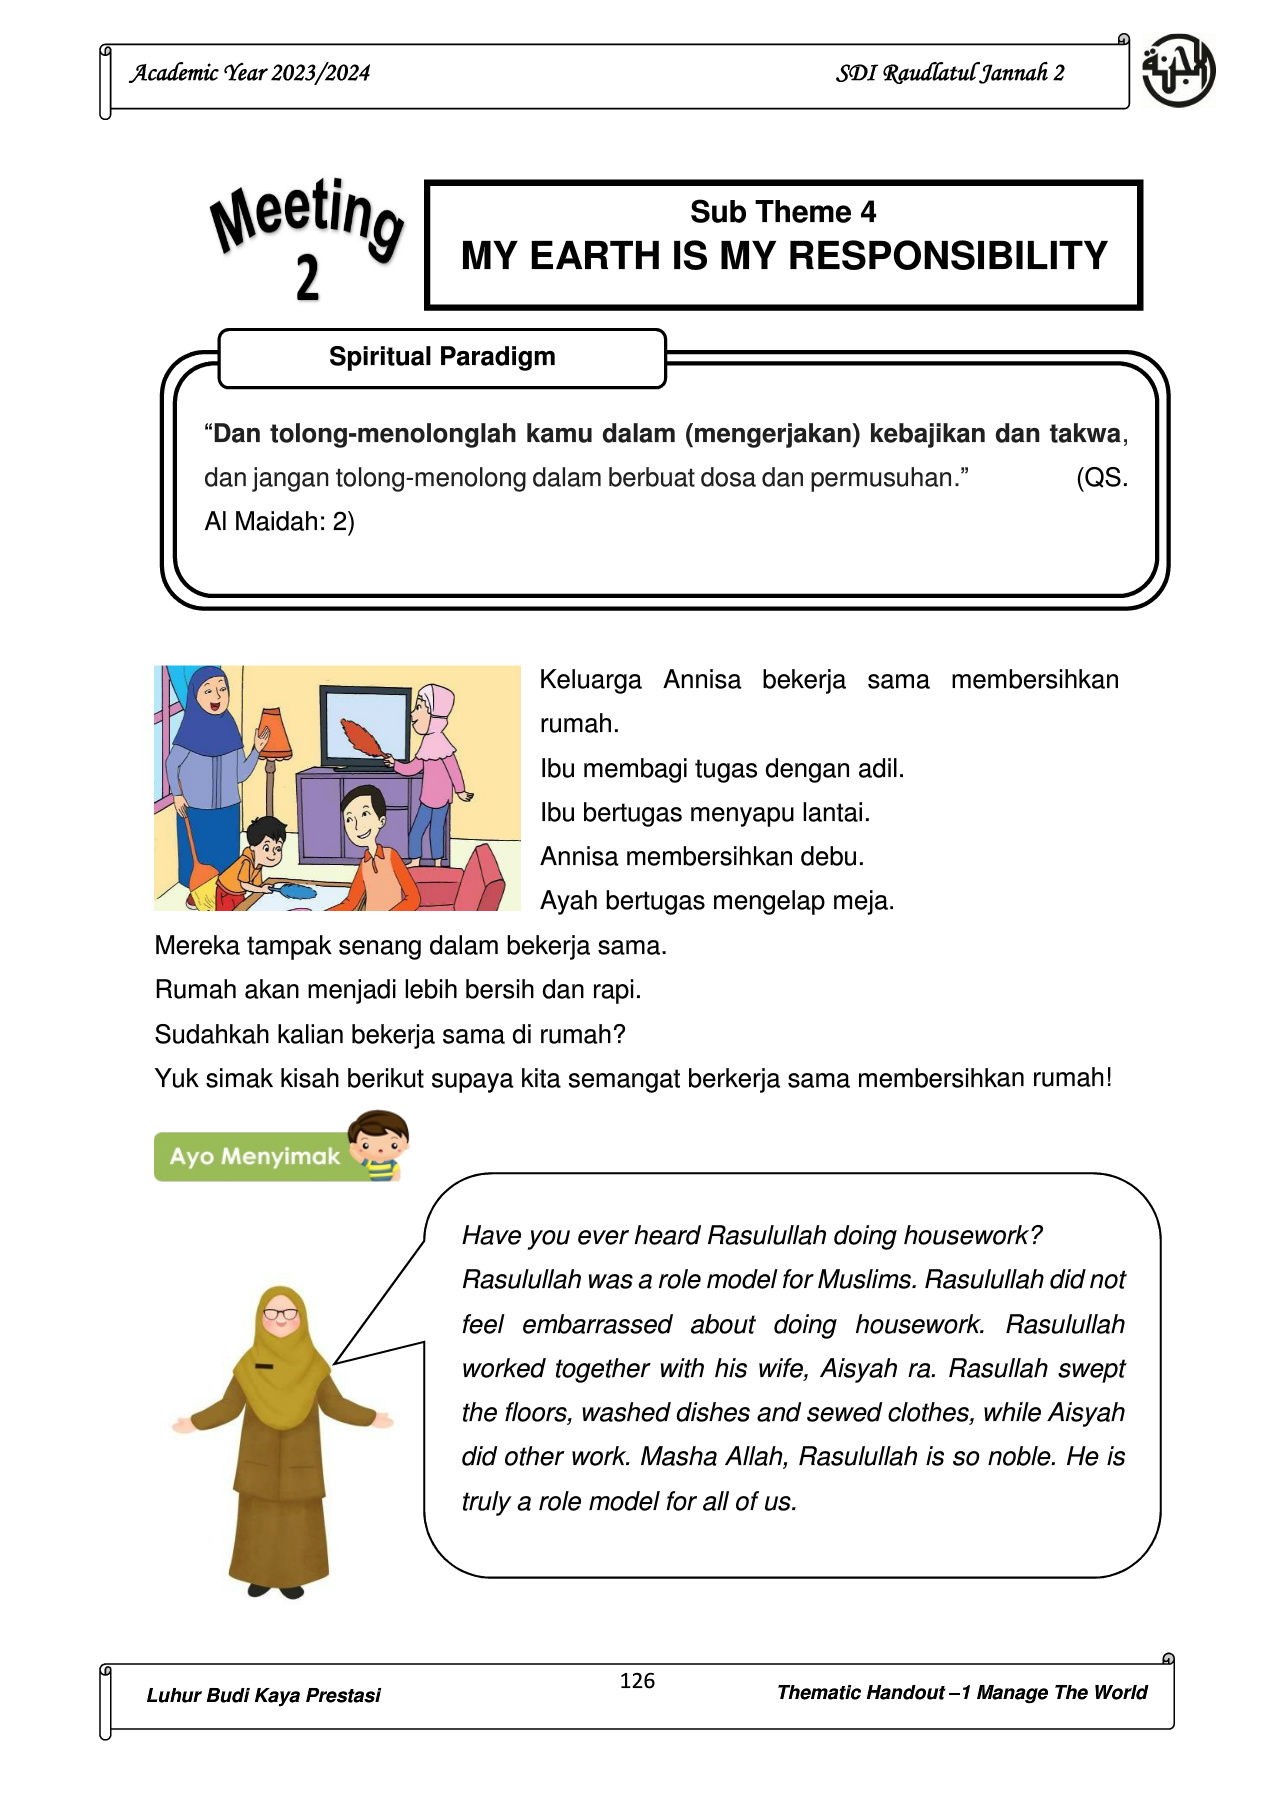 Academic Year 2023/2024
SDI Raudlatul Jannah 2
Meeting
2
Sub Theme 4
MY EARTH IS MY RESPONSIBILITY
Spiritual Paradigm
“Dan tolong-menolonglah kamu dalam (mengerjakan) kebajikan dan takwa,
dan jangan tolong-menolong dalam berbuat dosa dan permusuhan.” (QS.
Al Maidah: 2)
Keluarga Annisa bekerja sama membersihkan
rumah.
Ibu membagi tugas dengan adil.
Ibu bertugas menyapu lantai.
Annisa membersihkan debu.
Ayah bertugas mengelap meja.
Mereka tampak senang dalam bekerja sama.
Rumah akan menjadi lebih bersih dan rapi.
Sudahkah kalian bekerja sama di rumah?
Yuk simak kisah berikut supaya kita semangat berkerja sama membersihkan rumah!
Ayo Menyimak
Have you ever heard Rasulullah doing housework?
Rasulullah was a role model for Muslims. Rasulullah did not
feel embarrassed about doing housework. Rasulullah
worked together with his wife, Aisyah ra. Rasullah swept
the floors, washed dishes and sewed clothes, while Aisyah
did other work. Masha Allah, Rasulullah is so noble. He is
truly a role model for all of us.
126
Luhur Budi Kaya Prestasi
Thematic Handout –1 Manage The World